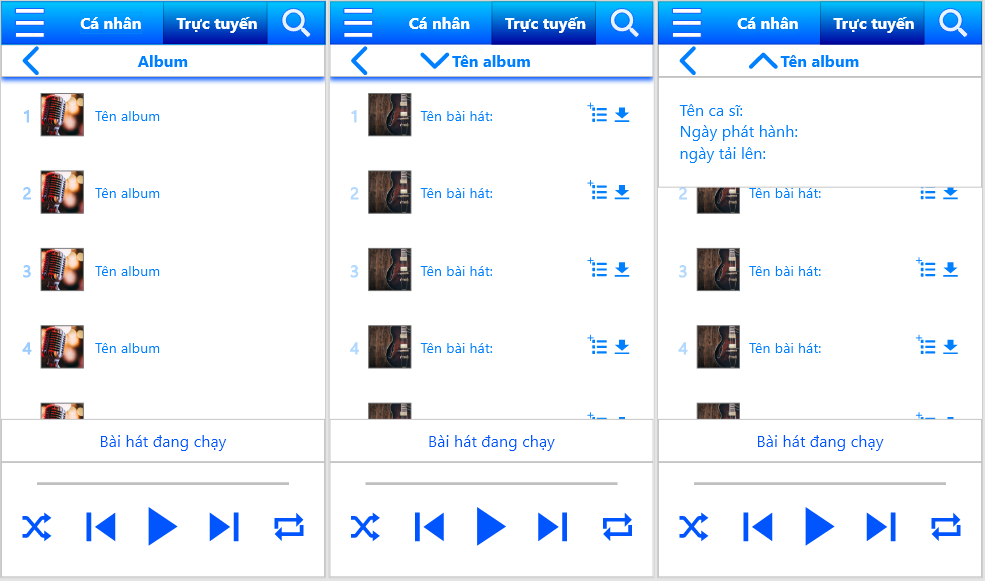 Cá nhân Trực tuyến
Album
1 Tên album
2 Tên album
3 Tên album
4 Tên album
Bài hát đang chạy
Cá nhân Trực tuyến
Tên album
1 Tên bài hát:
2 Tên bài hát:
3 Tên bài hát:
4 Tên bài hát:
Bài hát đang chạy
Cá nhân Trực tuyến
Tên album
Tên ca sĩ:
Ngày phát hành:
ngày tải lên:
2 Tên bài hát:
3 Tên bài hát:
4 Tên bài hát:
Bài hát đang chạy